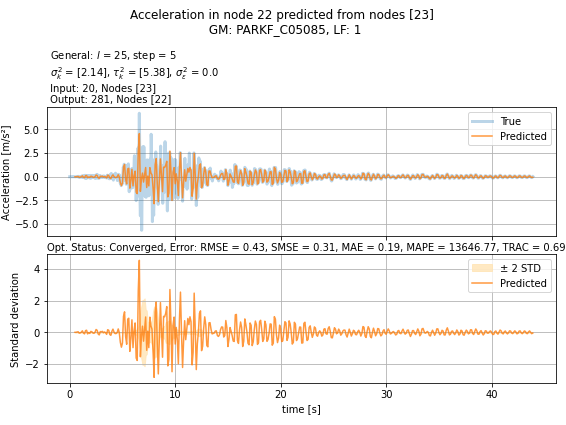 Acceleration in node 22 predicted from nodes [23]
GM: PARKF_C05085, LF: 1
General: l = 25, step = 5
σ²ₖ = [2.14], τ²ₖ = [5.38], σ²ε = 0.0
Input: 20, Nodes [23]
Output: 281, Nodes [22]
Acceleration [m/s²]
5.0
2.5
0.0
−2.5
−5.0
True
Predicted
Opt. Status: Converged, Error: RMSE = 0.43, SMSE = 0.31, MAE = 0.19, MAPE = 13646.77, TRAC = 0.69
Standard deviation
4
2
0
−2
± 2 STD
Predicted
0 10 20 30 40
time [s]